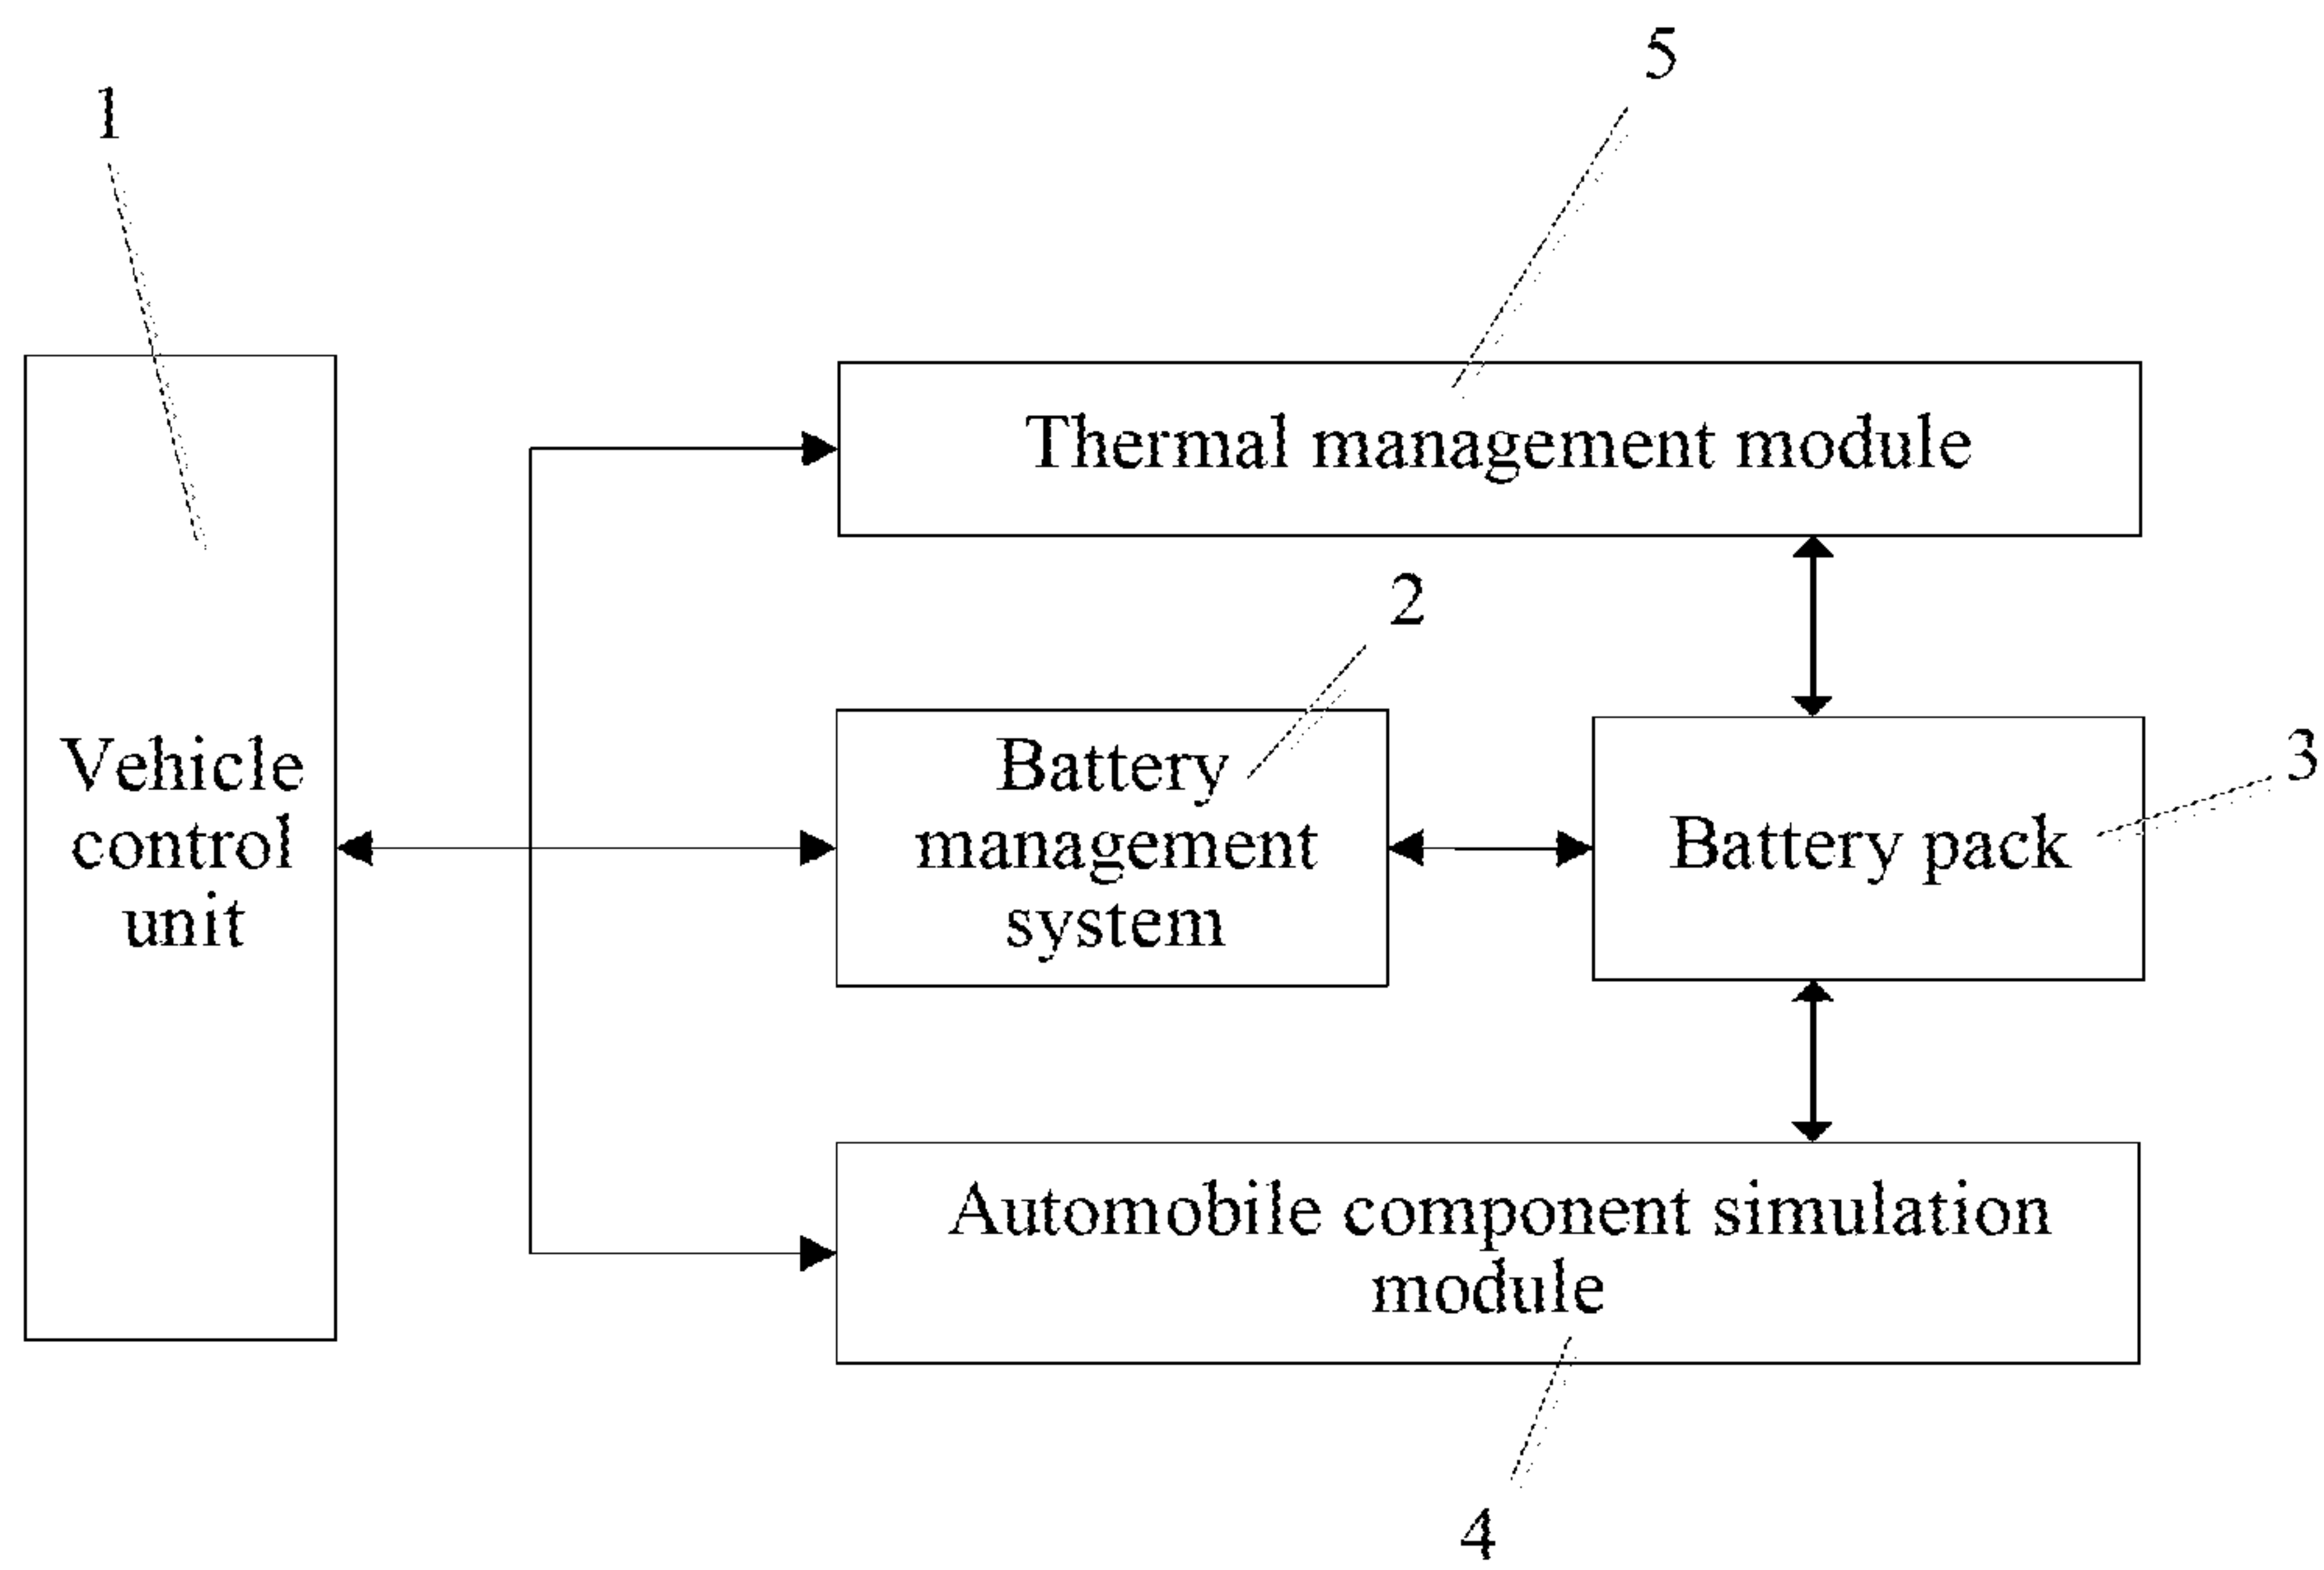 5
1
Thermal management module
2
Battery
management
system
Vehicle
control
unit
3
Battery pack
Automobile component simulation
module
4